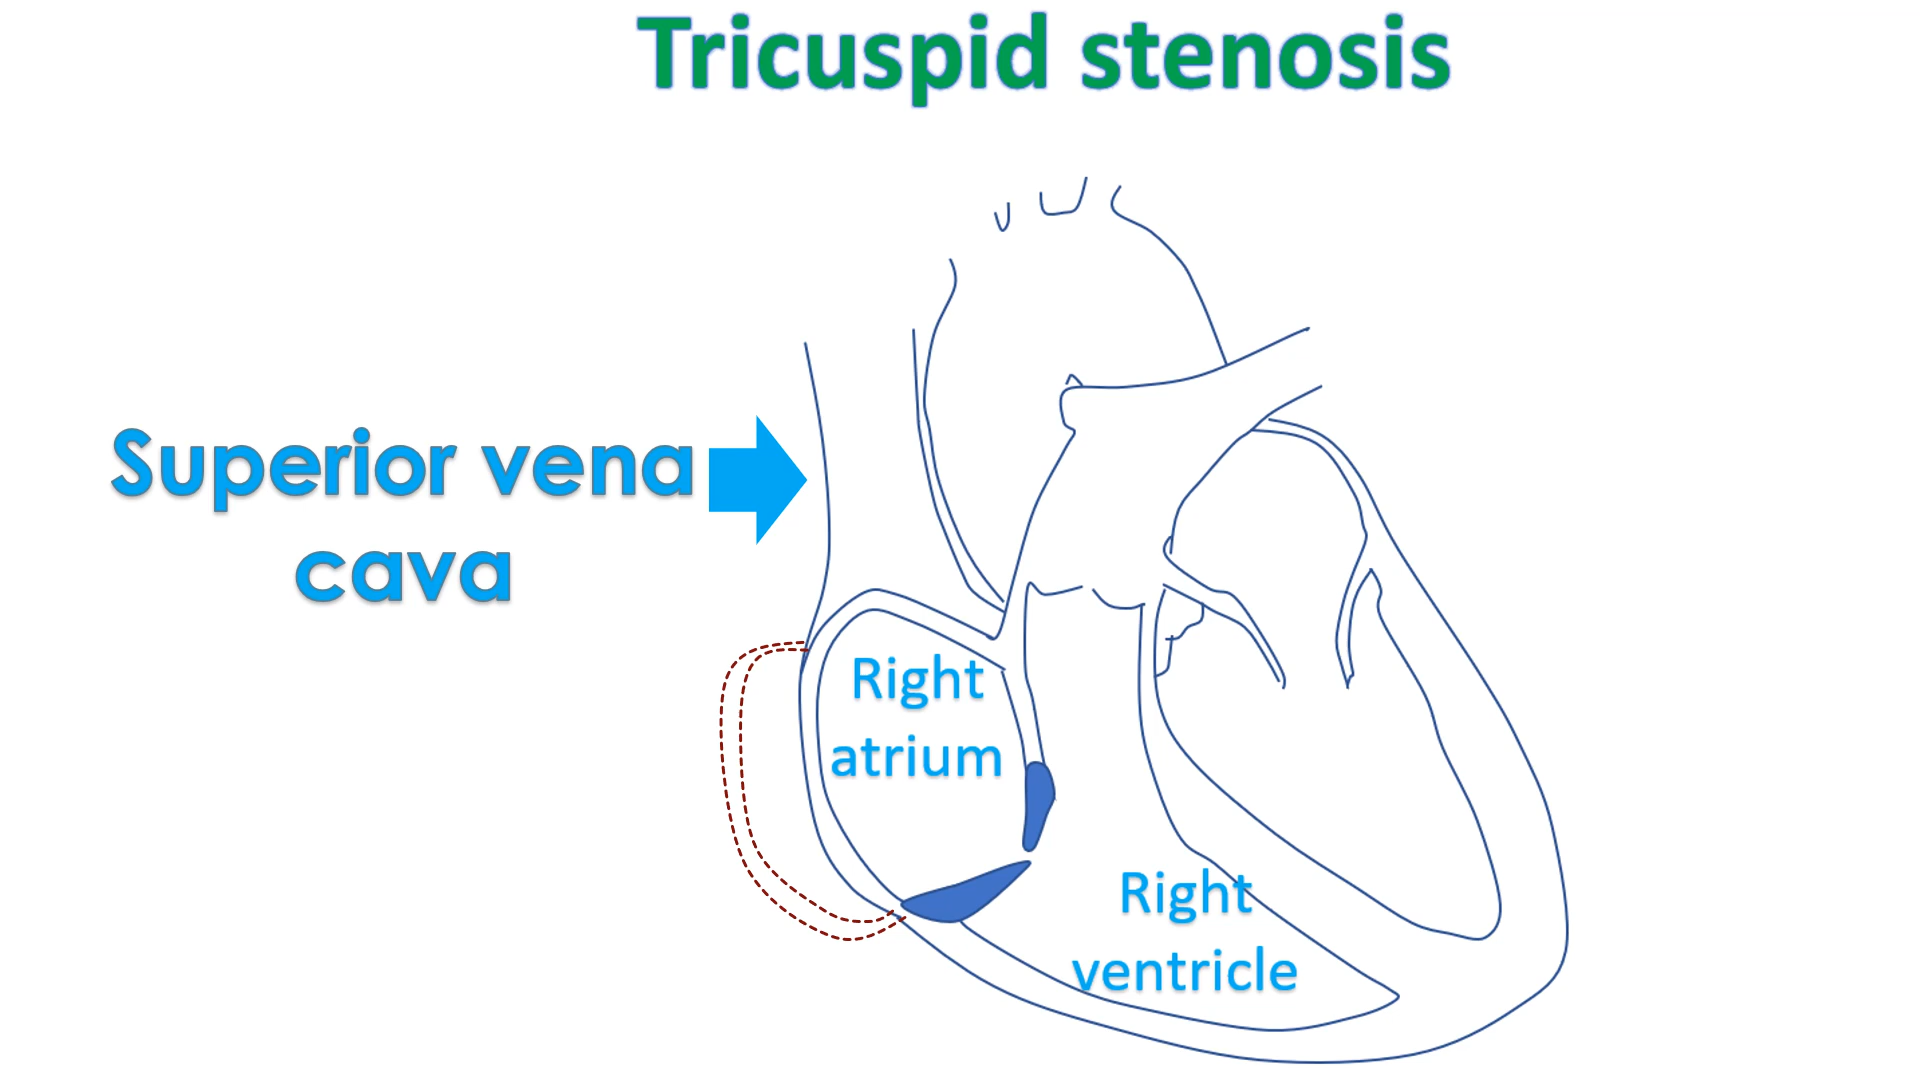 Tricuspid stenosis
Superior vena
cava
Right
atrium
Right
ventricle